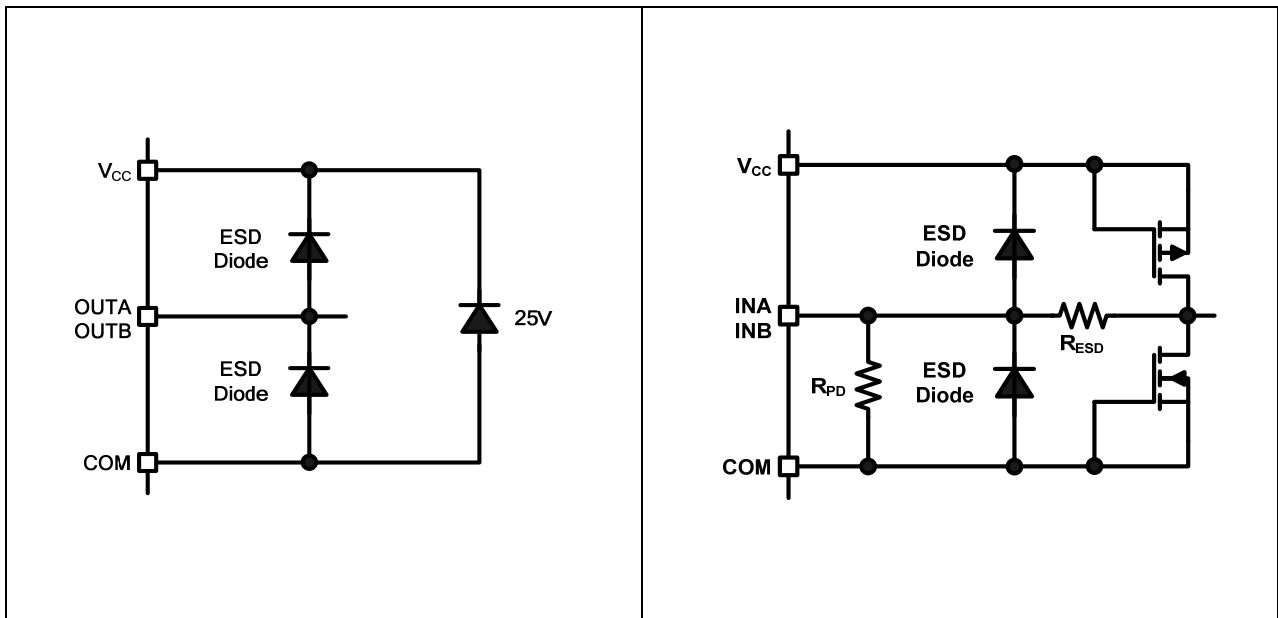 VCC
ESD
Diode
OUTA
OUTB
25V
ESD
Diode
COM
VCC
ESD
Diode
INA
INB
RESD
RPD
ESD
Diode
COM